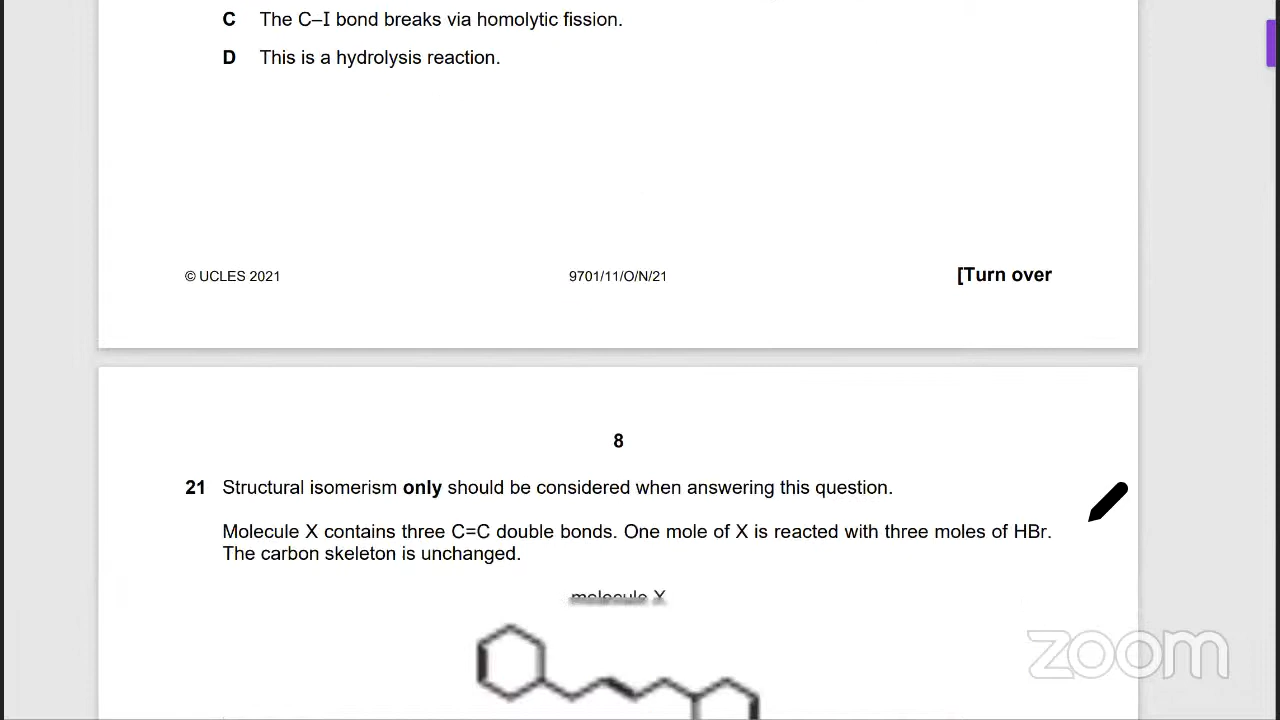 C The C–I bond breaks via homolytic fission.
D This is a hydrolysis reaction.
© UCLES 2021 9701/11/O/N/21 [Turn over
8
21 Structural isomerism only should be considered when answering this question.
Molecule X contains three C=C double bonds. One mole of X is reacted with three moles of HBr.
The carbon skeleton is unchanged.
molecule X
zoom